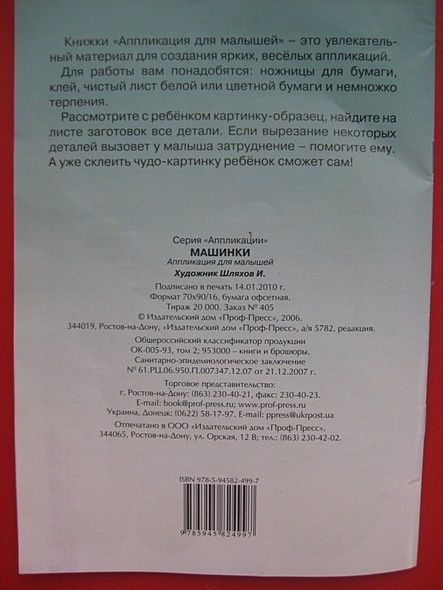 Книжки «Аппликация для малышей» – это увлекатель-
ный материал для создания ярких, весёлых аппликаций.
Для работы вам понадобятся: ножницы для бумаги,
клей, чистый лист белой или цветной бумаги и немножко
терпения.
Рассмотрите с ребёнком картинку-образец, найдите на
листе заготовок все детали. Если вырезание некоторых
деталей вызовет у малыша затруднение – помогите ему.
А уже склеить чудо-картинку ребёнок сможет сам!
Серия «Аппликации»
МАШИНКИ
Аппликация для малышей
Художник Шляхов И.
Подписано в печать 14.01.2010 г.
Формат 70х90/16, бумага офсетная.
Тираж 20 000. Заказ № 405
© Издательский дом «Проф-Пресс», 2006.
344019, Ростов-на-Дону, «Издательский дом «Проф-Пресс», а/я 5782, редакция.
Общероссийский классификатор продукции
ОК-005-93, том 2; 953000 – книги и брошюры.
Санитарно-эпидемиологическое заключение
№ 61.РЦ.06.950.П.007347.12.07 от 21.12.2007 г.
Торговое представительство:
г. Ростов-на-Дону: (863) 230-40-21, факс: 230-40-23.
E-mail: book@prof-press.ru; www.prof-press.ru
Украина, Донецк: (0622) 58-17-97. E-mail: ppress@ukrpost.ua
Отпечатано в ООО «Издательский дом «Проф-Пресс»,
344065, Ростов-на-Дону, ул. Орская, 12 В; тел.: (863) 230-42-02.
ISBN 978-5-94582-499-7
9 785945 824997